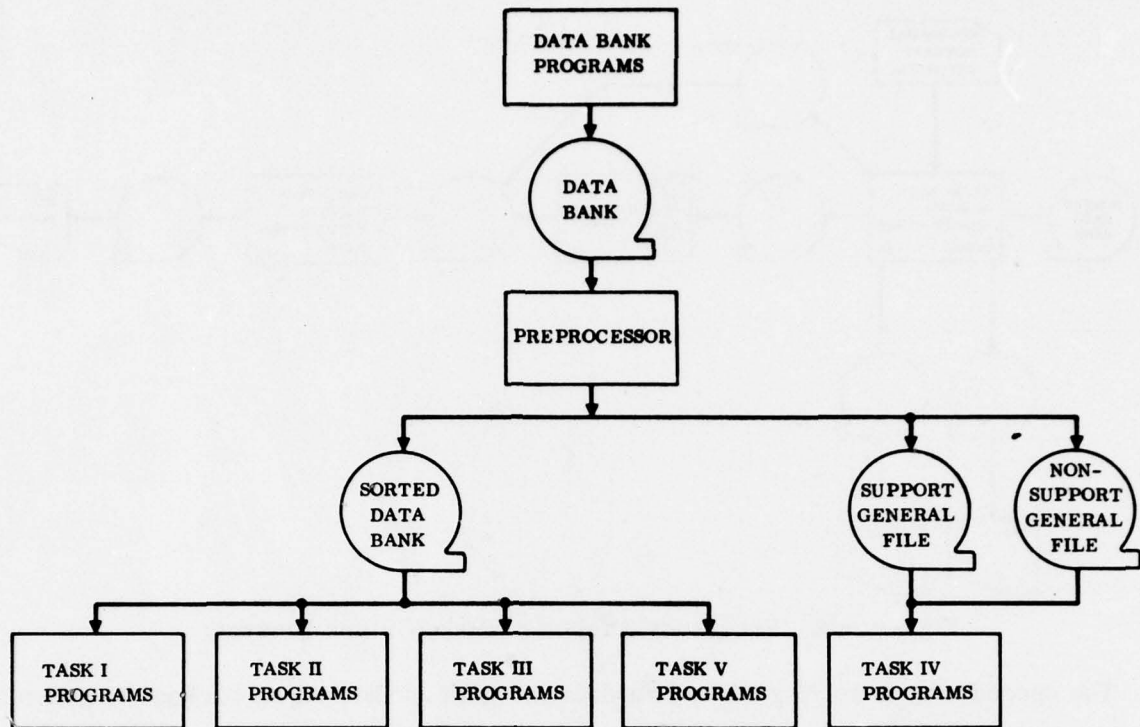 DATA BANK
PROGRAMS
DATA
BANK
PREPROCESSOR
SORTED
DATA
BANK
SUPPORT
GENERAL
FILE
NON-
SUPPORT
GENERAL
FILE
TASK I
PROGRAMS
TASK II
PROGRAMS
TASK III
PROGRAMS
TASK V
PROGRAMS
TASK IV
PROGRAMS